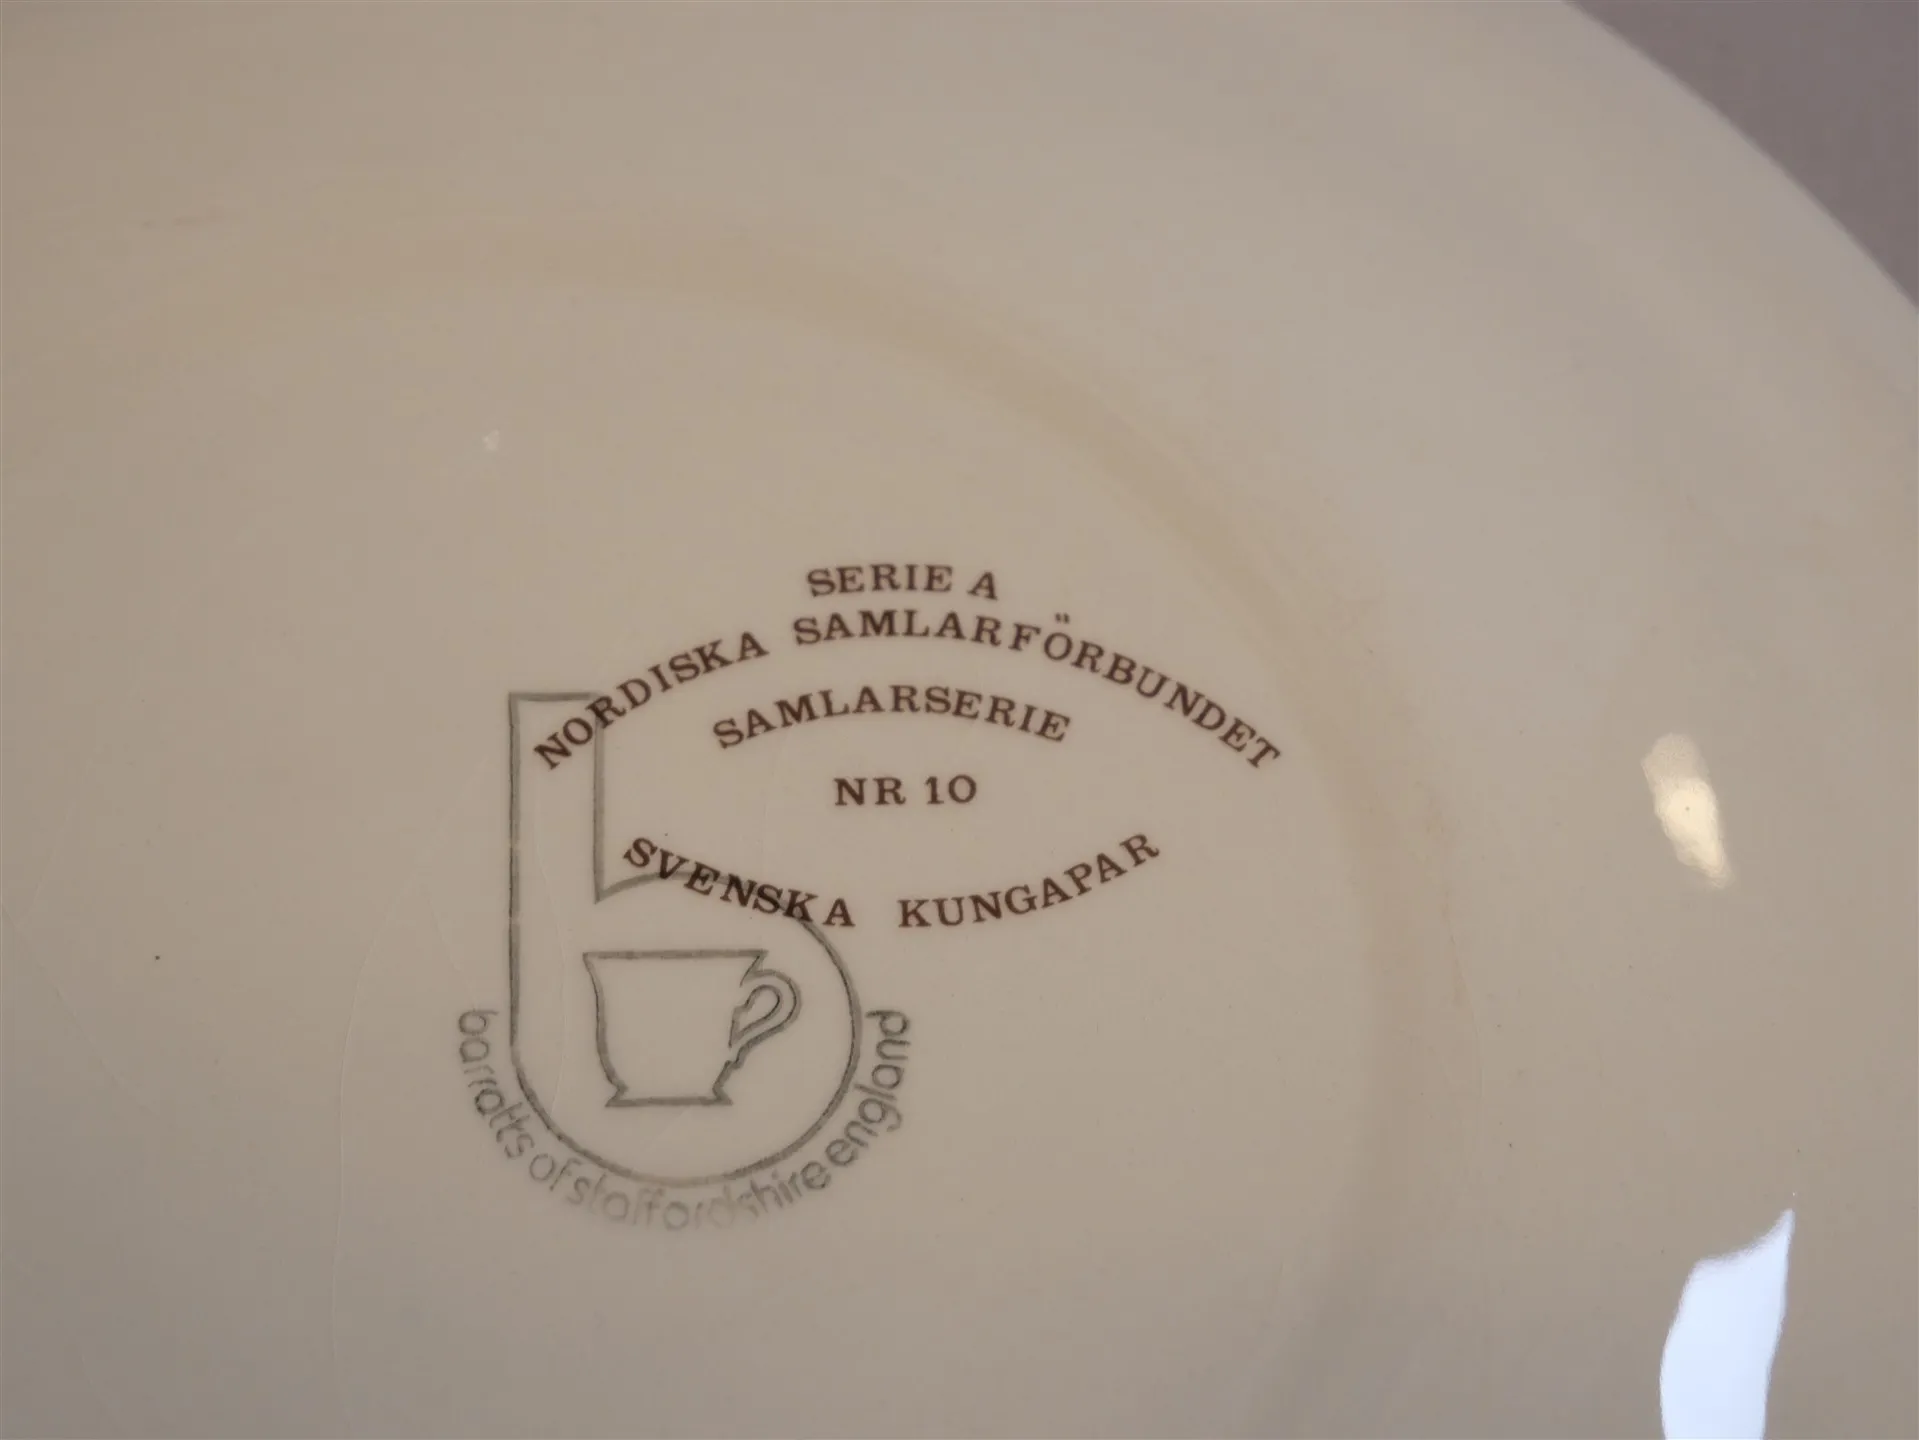 SERIE A
NORDISKA SAMLARFÖRBUNDET
SAMLARSERIE
NR 10
SVENSKA KUNGAPAR
barratts of staffordshire england